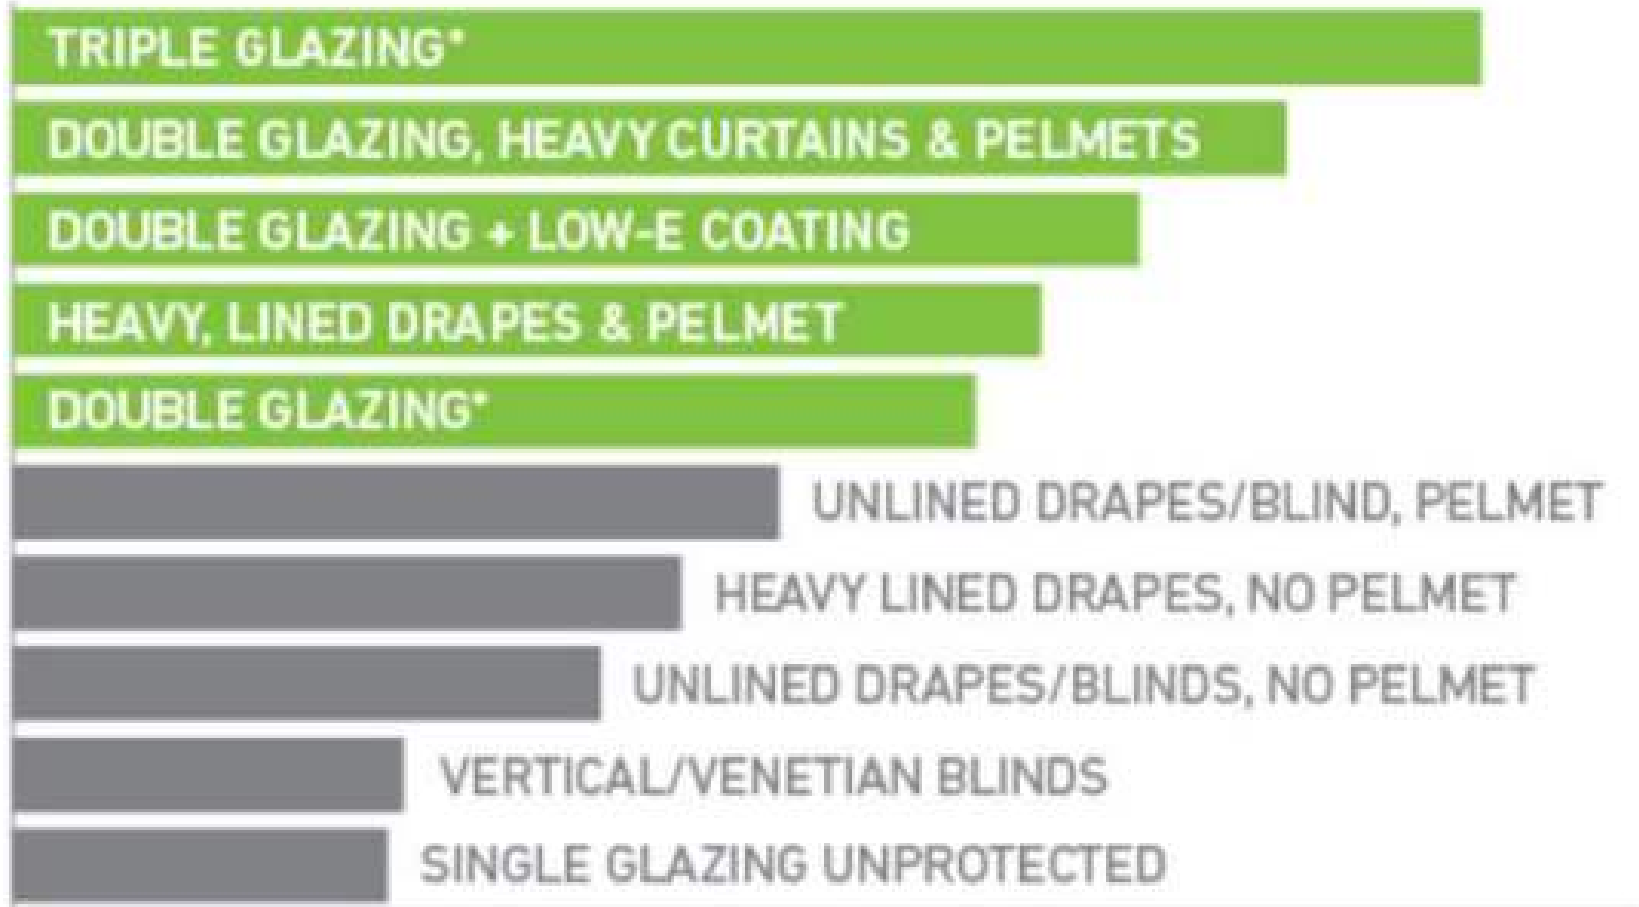 TRIPLE GLAZING*
DOUBLE GLAZING, HEAVY CURTAINS & PELMETS
DOUBLE GLAZING + LOW-E COATING
HEAVY, LINED DRAPES & PELMET
DOUBLE GLAZING*
UNLINED DRAPES/BLIND, PELMET
HEAVY LINED DRAPES, NO PELMET
UNLINED DRAPES/BLINDS, NO PELMET
VERTICAL/VENETIAN BLINDS
SINGLE GLAZING UNPROTECTED